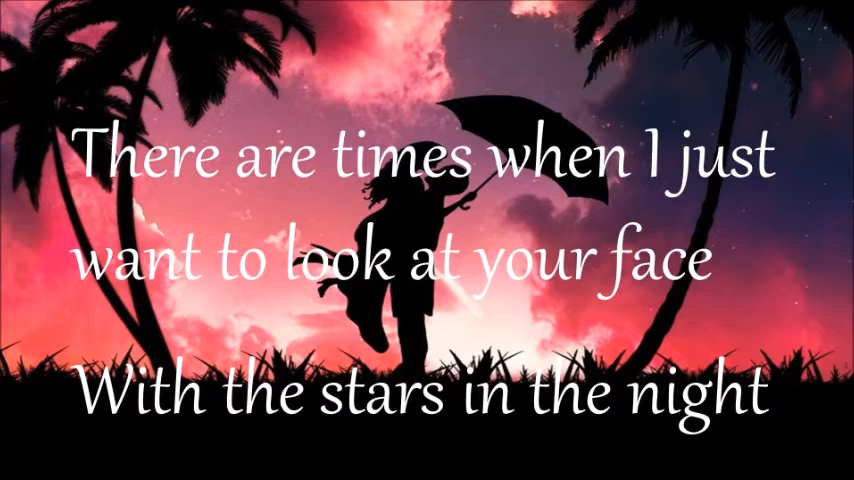 There are times when I just
want to look at your face
With the stars in the night